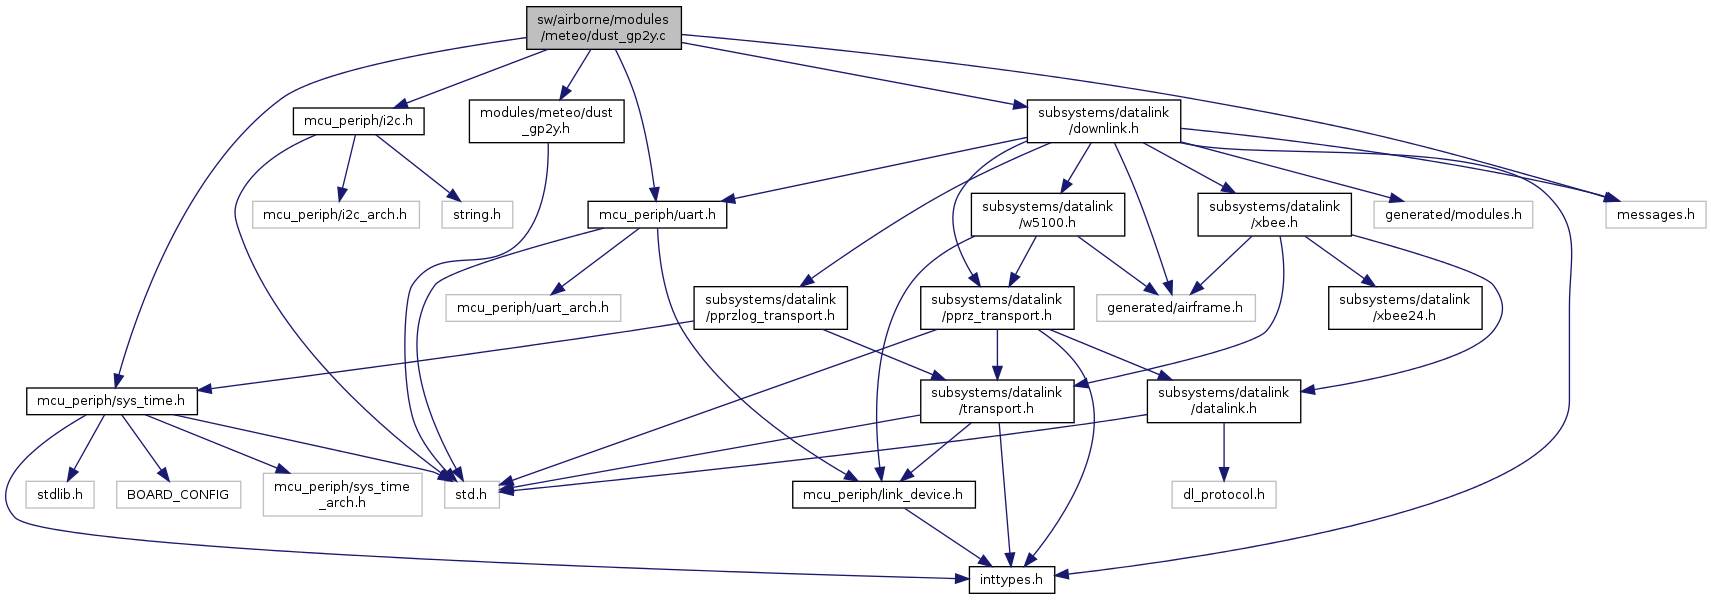 sw/airborne/modules
/meteo/dust_gp2y.c
mcu_periph/i2c.h
modules/meteo/dust
_gp2y.h
subsystems/datalink
/downlink.h
mcu_periph/i2c_arch.h
string.h
mcu_periph/uart.h
subsystems/datalink
/w5100.h
subsystems/datalink
/xbee.h
generated/modules.h
messages.h
mcu_periph/uart_arch.h
subsystems/datalink
/pprzlog_transport.h
subsystems/datalink
/pprz_transport.h
generated/airframe.h
subsystems/datalink
/xbee24.h
mcu_periph/sys_time.h
subsystems/datalink
/transport.h
subsystems/datalink
/datalink.h
stdlib.h
BOARD_CONFIG
mcu_periph/sys_time
_arch.h
std.h
mcu_periph/link_device.h
dl_protocol.h
inttypes.h